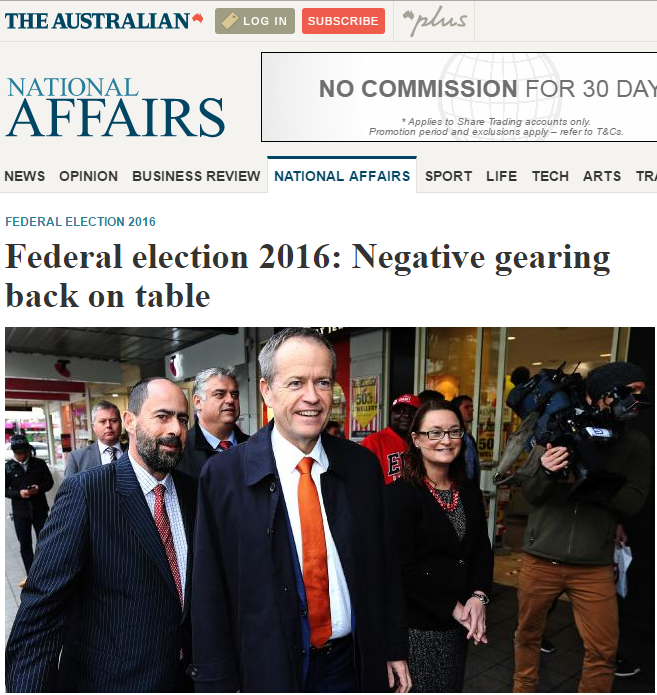 THE AUSTRALIAN
LOG IN
SUBSCRIBE
plus
NATIONAL
AFFAIRS
NO COMMISSION FOR 30 DAY
* Applies to Share Trading accounts only.
Promotion period and exclusions apply – refer to T&Cs.
NEWS OPINION BUSINESS REVIEW NATIONAL AFFAIRS SPORT LIFE TECH ARTS TRA
FEDERAL ELECTION 2016
Federal election 2016: Negative gearing
back on table